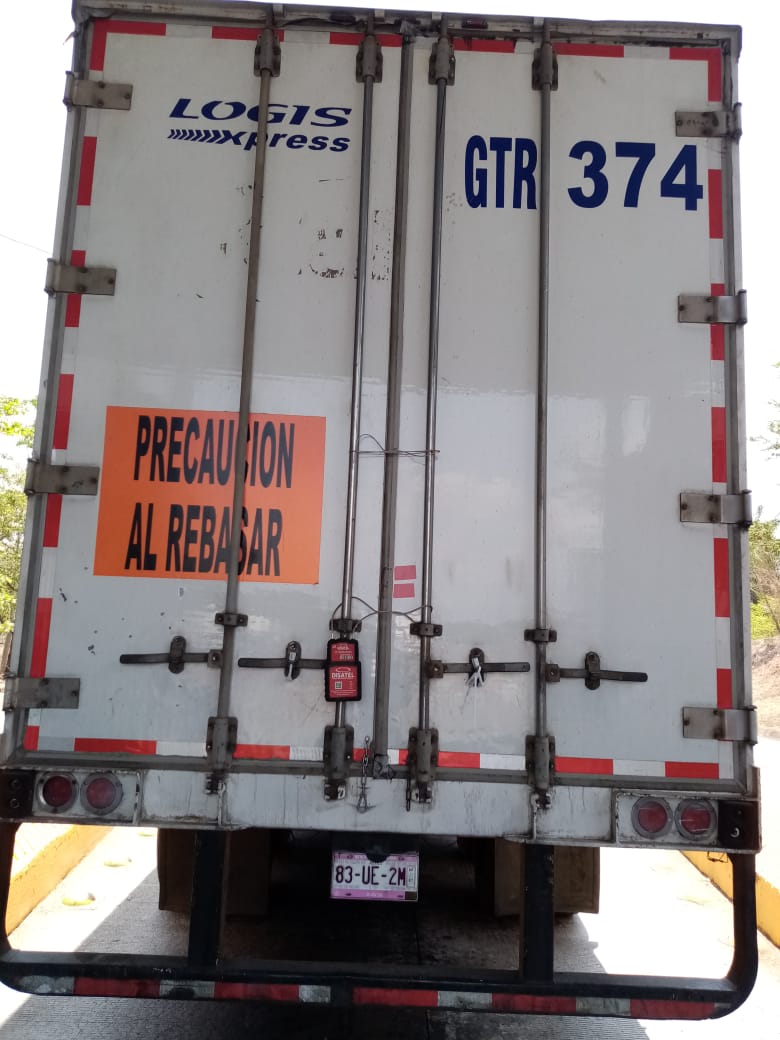 LOGIS
xpress
GTR 374
PRECAUCION
AL REBASAR
DISATEL
83-UE-2M